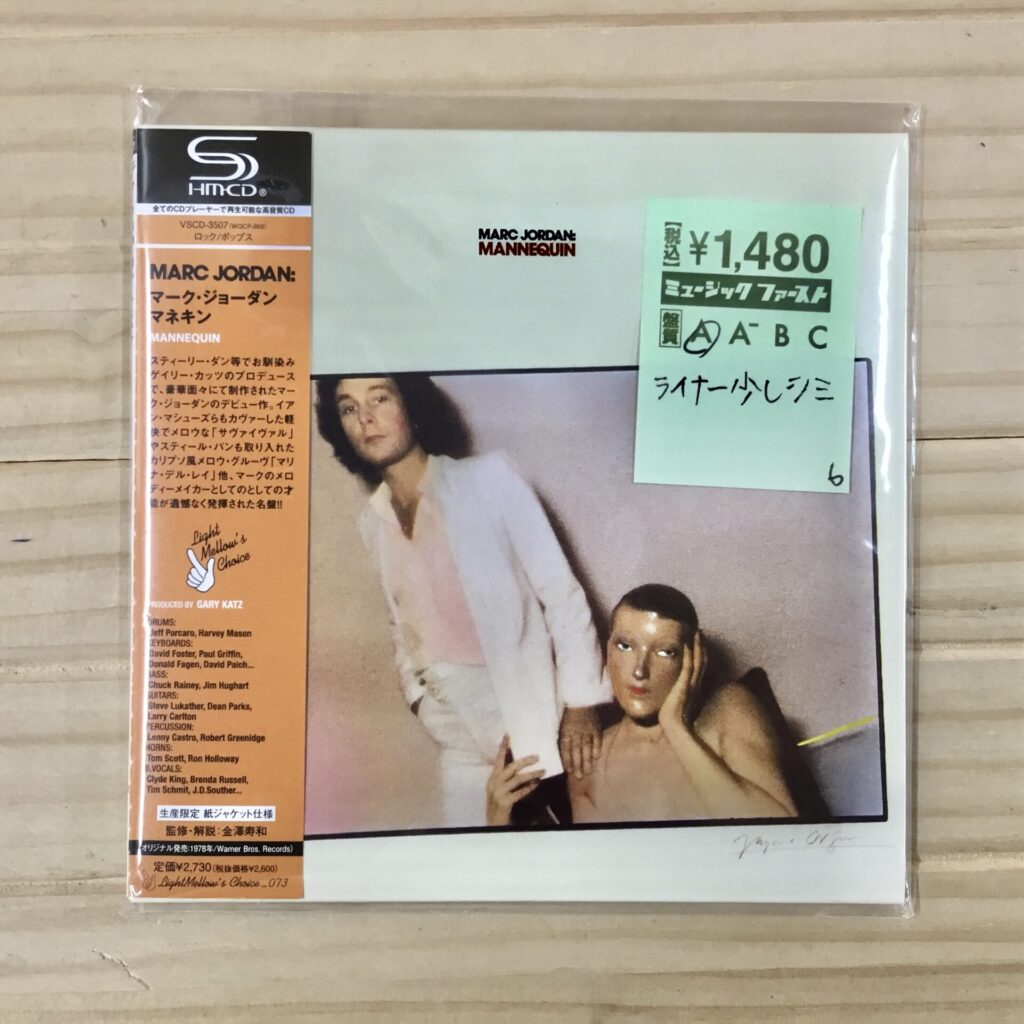 SHM-CD®
全てのCDプレーヤーで再生可能な高音質CD
VSCD-3507(WQCP-866)
ロック/ポップス
MARC JORDAN:
マーク・ジョーダン
マネキン
MANNEQUIN
スティーリー・ダン等でお馴染み
ゲイリー・カッツのプロデュース
で、豪華面々にて制作されたマー
ク・ジョーダンのデビュー作。イア
ン・マシューズらもカヴァーした軽
快でメロウな「サヴァイヴァル」
やスティール・パンも取り入れた
カリプソ風メロウ・グルーヴ「マリ
ナ・デル・レイ」他、マークのメロ
ディーメイカーとしてのとしての才
能が遺憾なく発揮された名盤!!
Light
Mellow's
Choice
PRODUCED BY GARY KATZ
DRUMS:
Jeff Porcaro, Harvey Mason
KEYBOARDS:
David Foster, Paul Griffin,
Donald Fagen, David Paich...
BASS:
Chuck Rainey, Jim Hughart
GUITARS:
Steve Lukather, Dean Parks,
Larry Carlton
PERCUSSION:
Lenny Castro, Robert Greenidge
HORNS:
Tom Scott, Ron Holloway
B.VOCALS:
Clyde King, Brenda Russell,
Tim Schmit, J.D.Souther...
生産限定 紙ジャケット仕様
監修・解説:金澤寿和
オリジナル発売:1978年/Warner Bros. Records)
定価¥2,730(税抜価格¥2,600)
LightMellow's Choice_073
MARC JORDAN:
MANNEQUIN
【税込】¥1,480
ミュージックファースト
盤質 A A⁻ B C
ライナー少しシミ
6